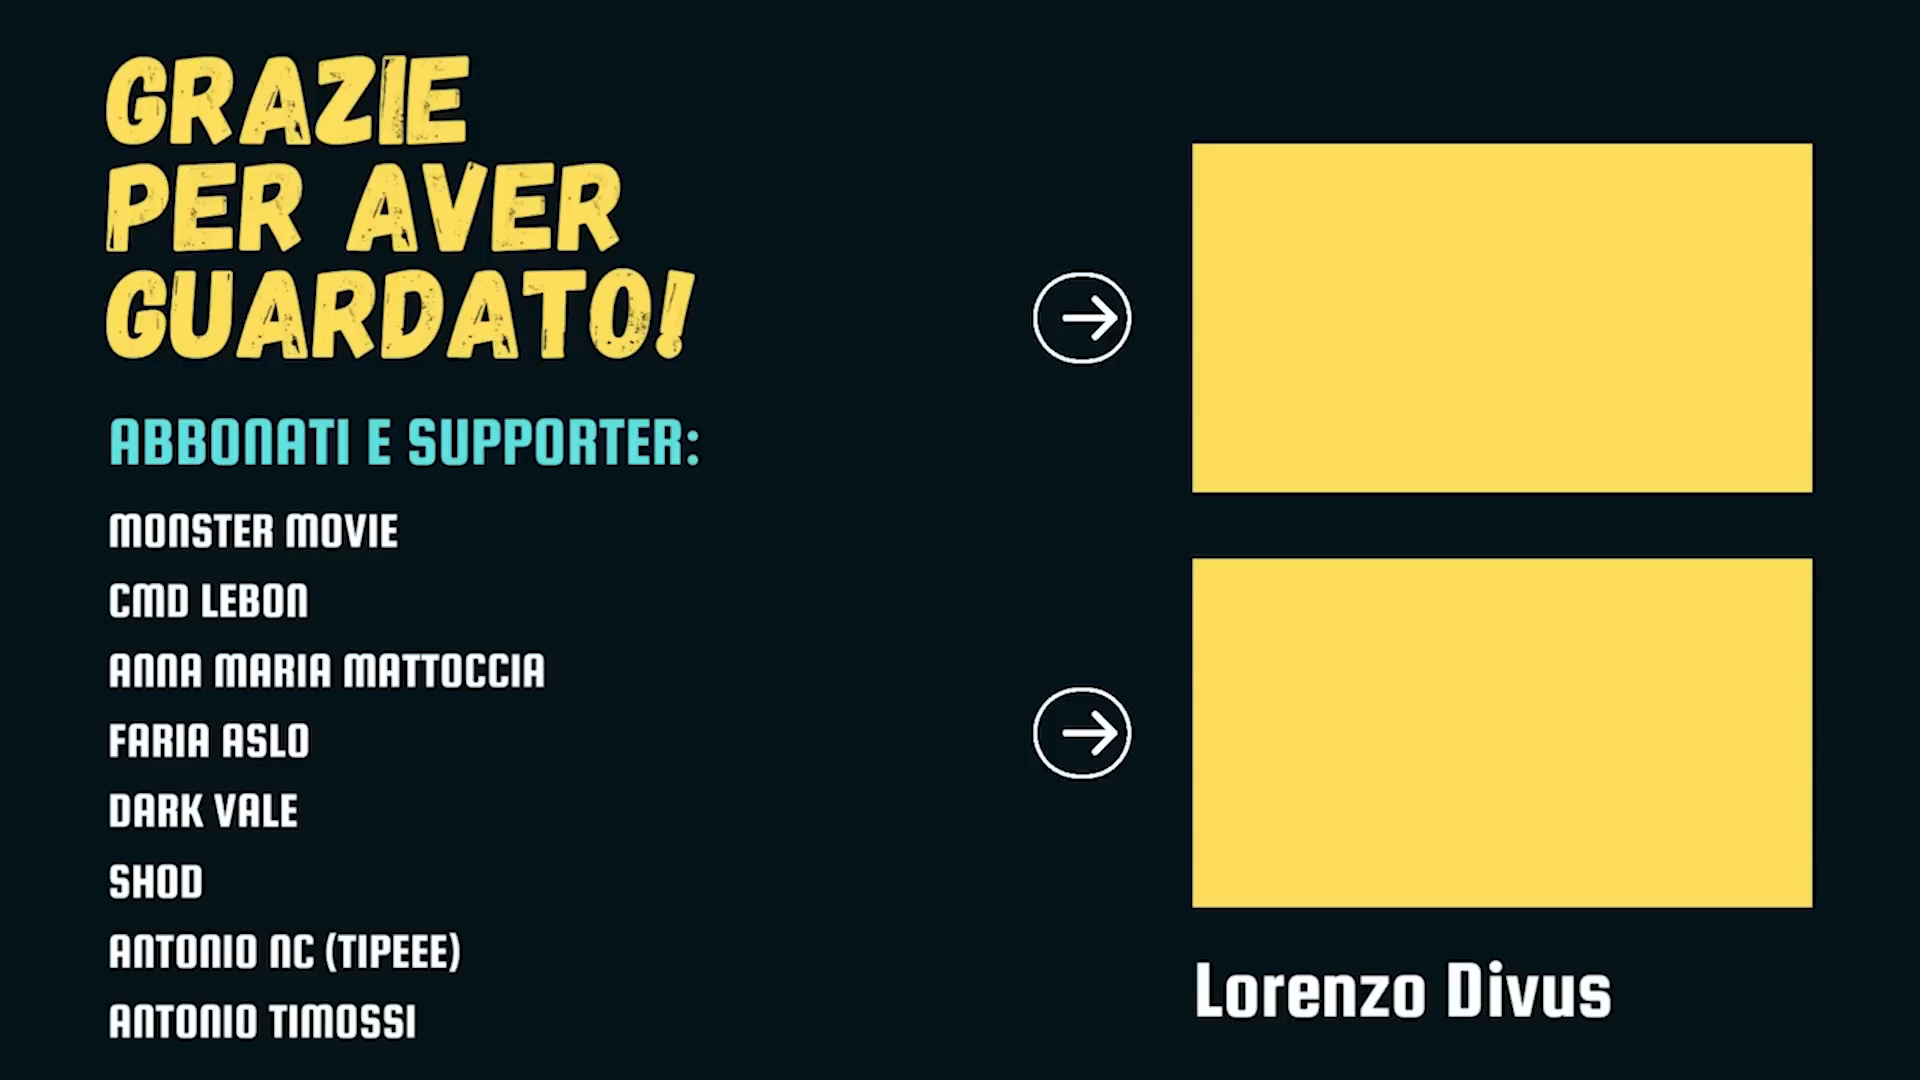 GRAZIE
PER AVER
GUARDATO!
ABBONATI E SUPPORTER:
MONSTER MOVIE
CMD LEBON
ANNA MARIA MATTOCCIA
FARIA ASLO
DARK VALE
SHOD
ANTONIO NC (TIPEEE)
ANTONIO TIMOSSI
Lorenzo Divus